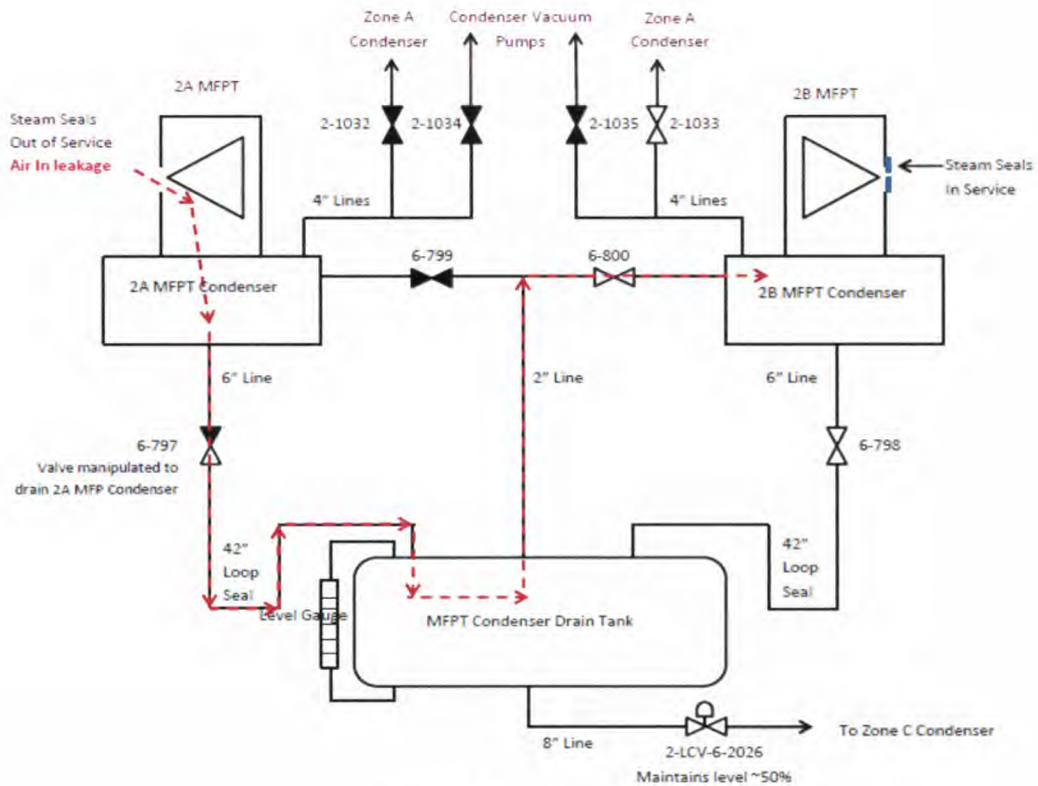 Zone A
Condenser
Condenser Vacuum
Pumps
Zone A
Condenser
2A MFPT
2B MFPT
Steam Seals
Out of Service
Air In leakage
2-1032
2-1034
2-1035
2-1033
Steam Seals
In Service
4" Lines
4" Lines
6-799
6-800
2A MFPT Condenser
2B MFPT Condenser
6" Line
2" Line
6" Line
6-797
Valve manipulated to
drain 2A MFP Condenser
6-798
42"
Loop
Seal
42"
Loop
Seal
Level Gauge
MFPT Condenser Drain Tank
8" Line
2-LCV-6-2026
Maintains level ~50%
To Zone C Condenser